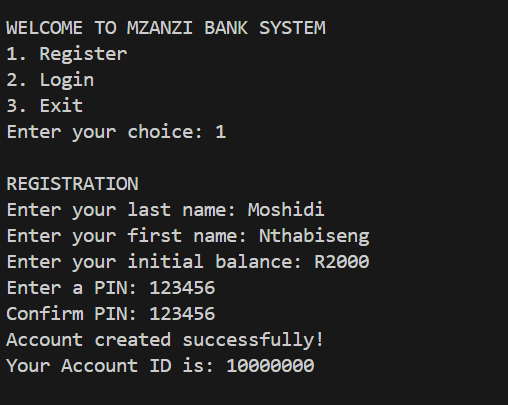 WELCOME TO MZANZI BANK SYSTEM
1. Register
2. Login
3. Exit
Enter your choice: 1
REGISTRATION
Enter your last name: Moshidi
Enter your first name: Nthabiseng
Enter your initial balance: R2000
Enter a PIN: 123456
Confirm PIN: 123456
Account created successfully!
Your Account ID is: 10000000